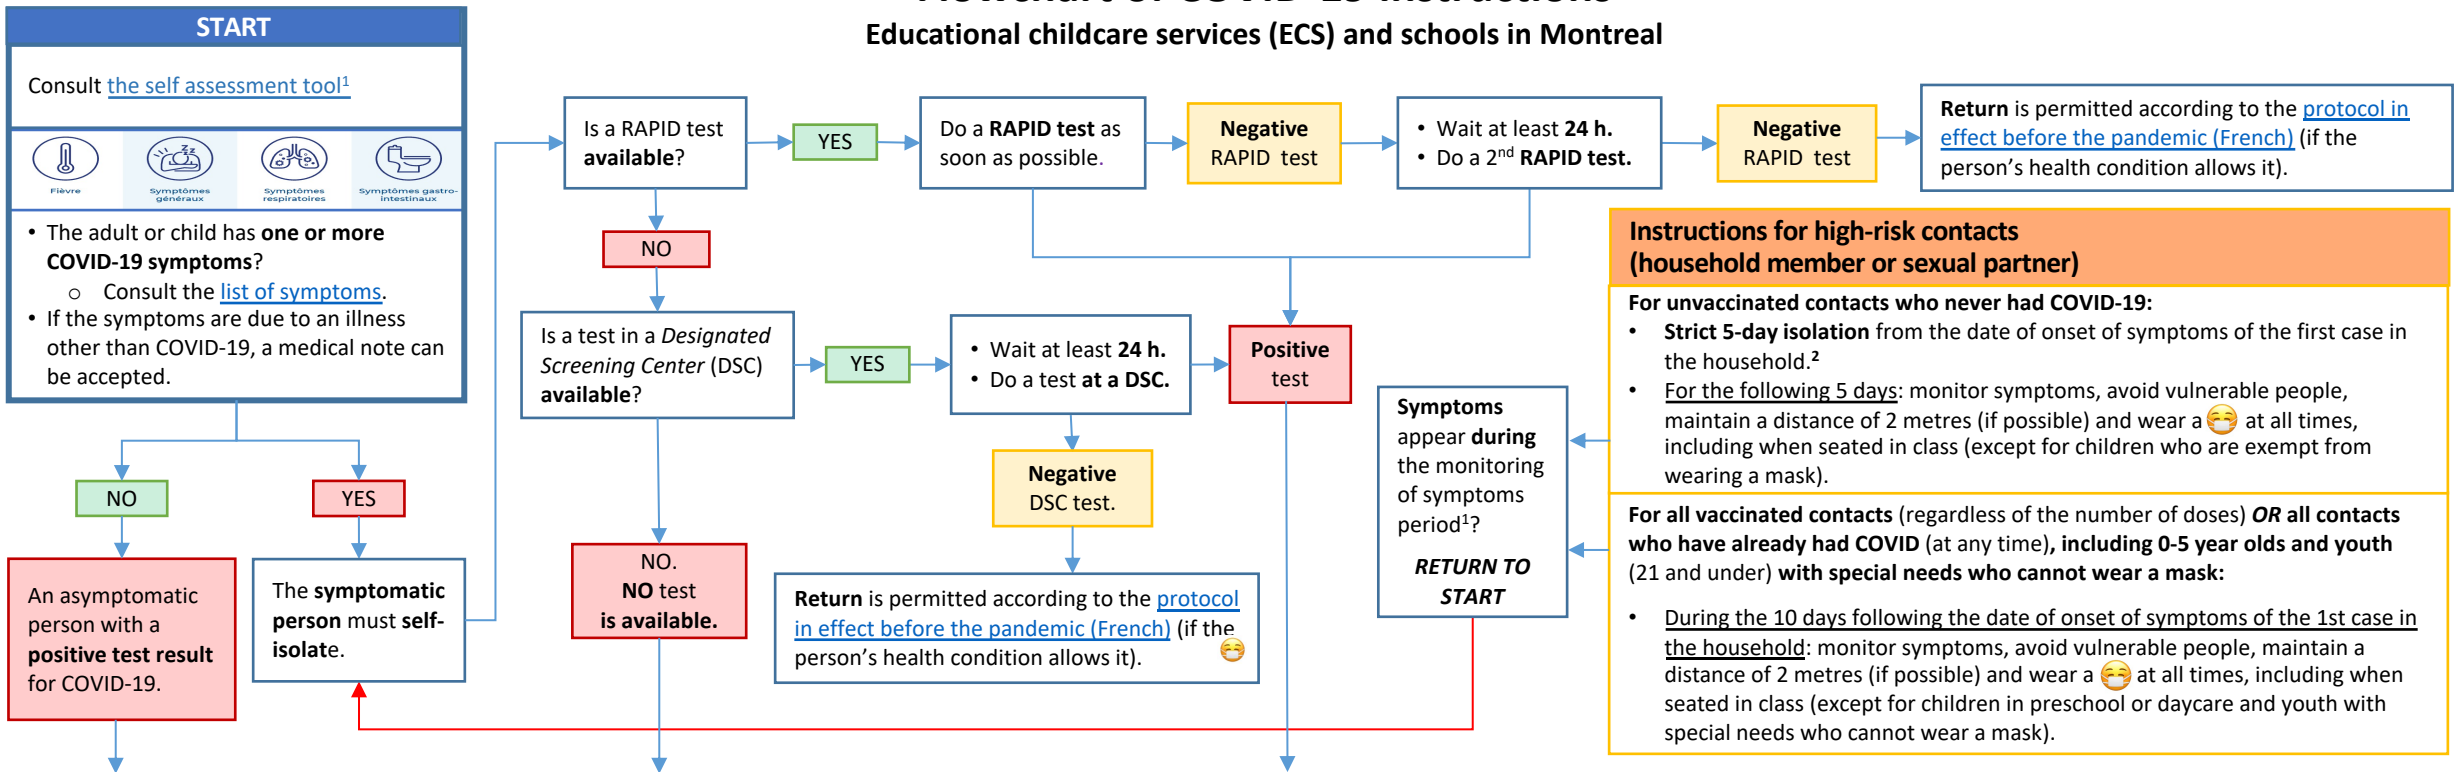 Educational childcare services (ECS) and schools in Montreal
START
Consult the self assessment tool¹
Fièvre
Symptômes
généraux
Symptômes
respiratoires
Symptômes gastro-
intestinaux
• The adult or child has one or more
COVID-19 symptoms?
o Consult the list of symptoms.
• If the symptoms are due to an illness
other than COVID-19, a medical note can
be accepted.
NO
YES
An asymptomatic
person with a
positive test result
for COVID-19.
The symptomatic
person must self-
isolate.
Is a RAPID test
available?
YES
Do a RAPID test as
soon as possible.
Negative
RAPID test
• Wait at least 24 h.
• Do a 2nd RAPID test.
Negative
RAPID test
Return is permitted according to the protocol in
effect before the pandemic (French) (if the
person's health condition allows it).
NO
Is a test in a Designated
Screening Center (DSC)
available?
YES
• Wait at least 24 h.
• Do a test at a DSC.
Positive
test
Negative
DSC test.
NO.
NO test
is available.
Return is permitted according to the protocol
in effect before the pandemic (French) (if the
person's health condition allows it).
Symptoms
appear during
the monitoring
of symptoms
period¹?
RETURN TO
START
Instructions for high-risk contacts
(household member or sexual partner)
For unvaccinated contacts who never had COVID-19:
• Strict 5-day isolation from the date of onset of symptoms of the first case in
the household.²
• For the following 5 days: monitor symptoms, avoid vulnerable people,
maintain a distance of 2 metres (if possible) and wear a 😷 at all times,
including when seated in class (except for children who are exempt from
wearing a mask).
For all vaccinated contacts (regardless of the number of doses) OR all contacts
who have already had COVID (at any time), including 0-5 year olds and youth
(21 and under) with special needs who cannot wear a mask:
• During the 10 days following the date of onset of symptoms of the 1st case in
the household: monitor symptoms, avoid vulnerable people, maintain a
distance of 2 metres (if possible) and wear a 😷 at all times, including when
seated in class (except for children in preschool or daycare and youth with
special needs who cannot wear a mask).